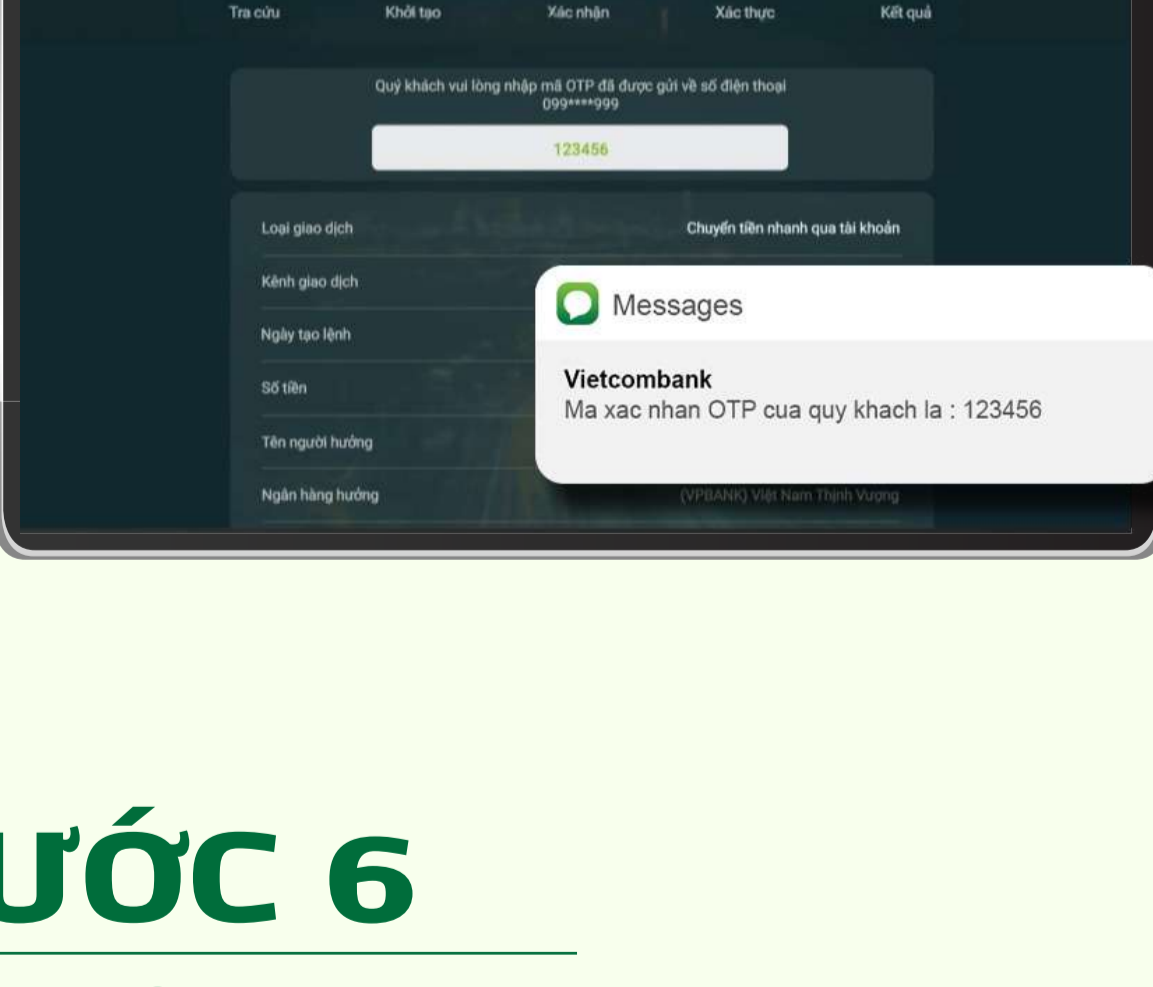 Tra cứu Khởi tạo Xác nhận Xác thực Kết quả
Quý khách vui lòng nhập mã OTP đã được gửi về số điện thoại
099****999
123456
Loại giao dịch Chuyển tiền nhanh qua tài khoản
Kênh giao dịch
Ngày tạo lệnh
Số tiền
Tên người hưởng
Ngân hàng hưởng (VPBANK) Việt Nam Thịnh Vượng
Messages
Vietcombank
Ma xac nhan OTP cua quy khach la : 123456
ƯỚC 6